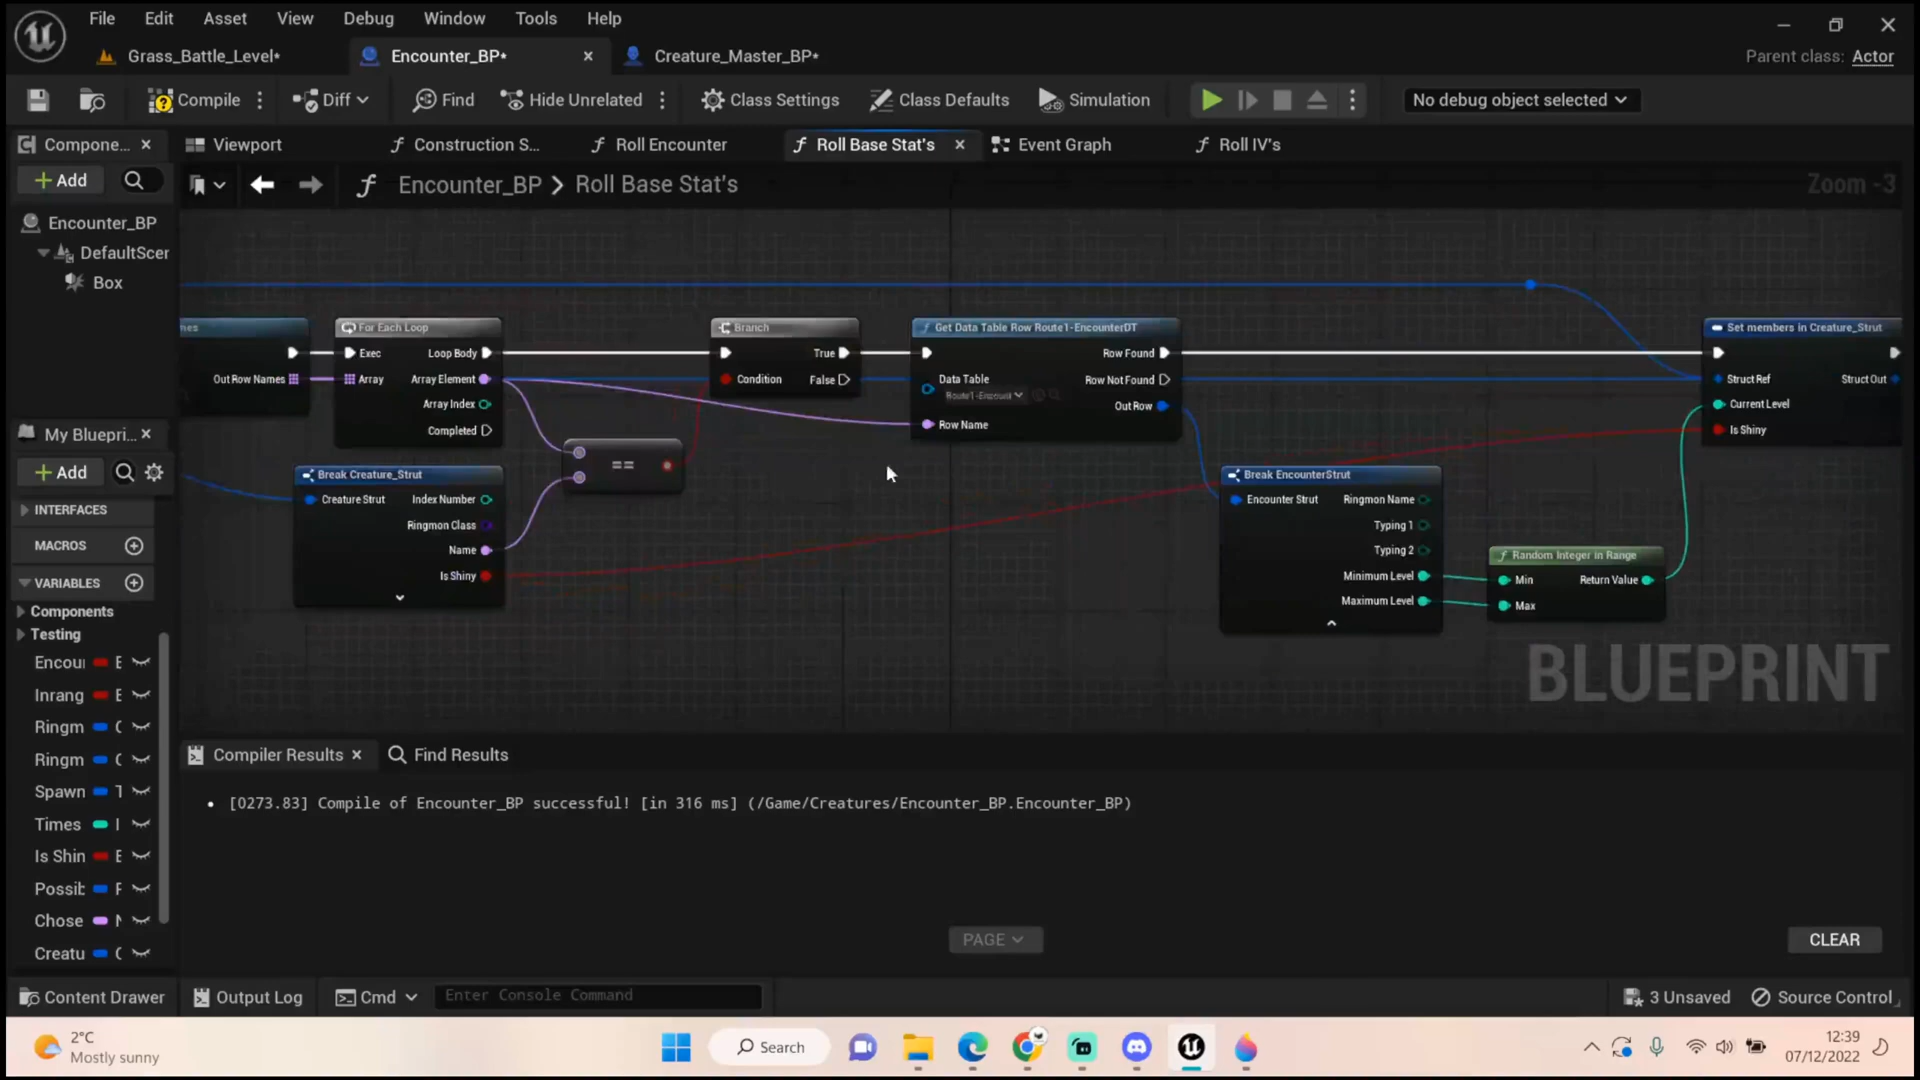 File Edit Asset View Debug Window Tools Help
Grass_Battle_Level* Encounter_BP* Creature_Master_BP* Parent class: Actor
Compile Diff Find Hide Unrelated Class Settings Class Defaults Simulation No debug object selected
Compone... Viewport Construction S... Roll Encounter Roll Base Stat's Event Graph Roll IV's
+ Add Encounter_BP > Roll Base Stat's Zoom -3
Encounter_BP
DefaultScer
Box
mes For Each Loop Branch Get Data Table Row Route1-EncounterDT Set members in Creature_Strut
Exec Loop Body True Row Found
Out Row Names Array Array Element Condition False Data Table Row Not Found Struct Ref Struct Out
Array Index Out Row Current Level
Completed Row Name Is Shiny
My Bluepri...
+ Add
INTERFACES
MACROS
VARIABLES
Components
Testing
Encour E
Inrang E
Ringm C
Ringm C
Spawn T
Times I
Is Shin E
Possib F
Chose N
Creatu C
Break Creature_Strut ==
Creature Strut Index Number
Ringmon Class
Name
Is Shiny
Break EncounterStrut
Encounter Strut Ringmon Name
Typing 1
Typing 2
Minimum Level
Maximum Level
Random Integer in Range
Min Return Value
Max
BLUEPRINT
Compiler Results Find Results
[0273.83] Compile of Encounter_BP successful! [in 316 ms] (/Game/Creatures/Encounter_BP.Encounter_BP)
PAGE CLEAR
Content Drawer Output Log Cmd Enter Console Command 3 Unsaved Source Control
2°C
Mostly sunny
Search
12:39
07/12/2022